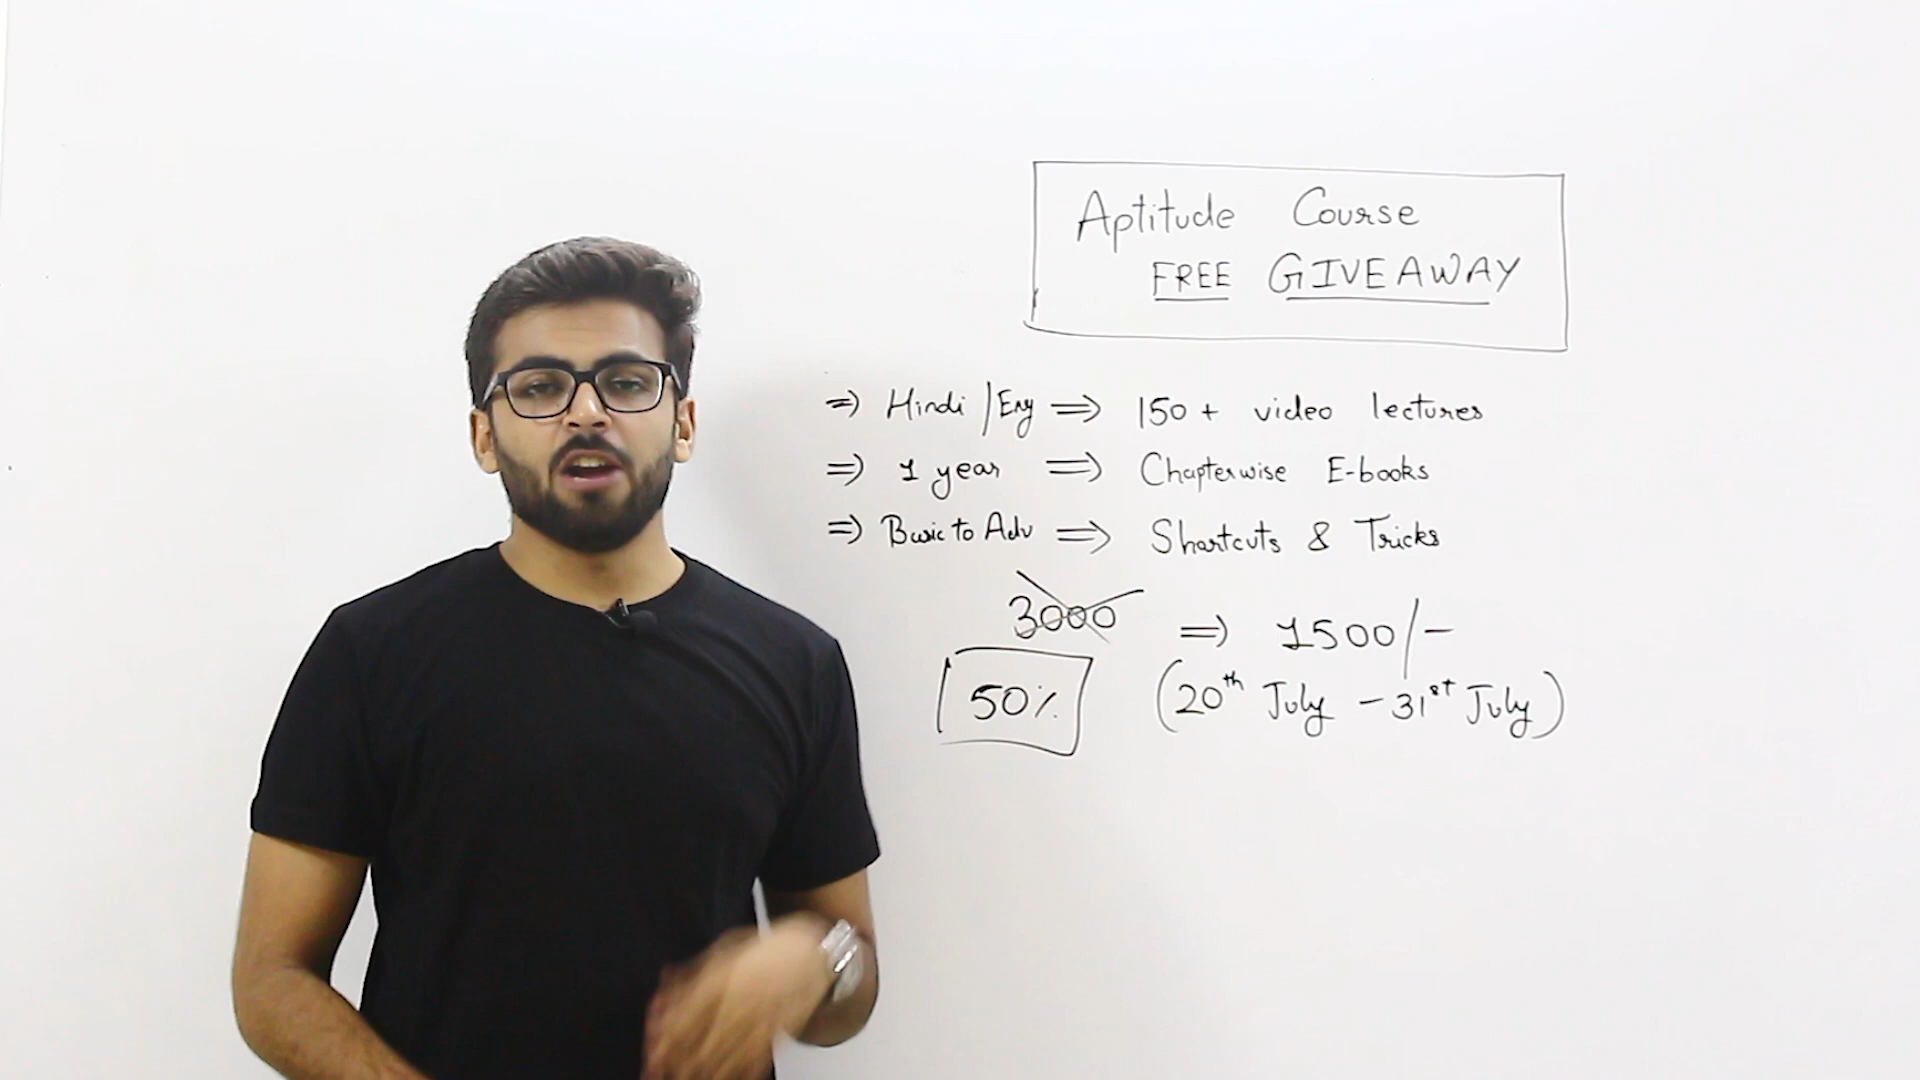 Aptitude Course
FREE GIVEAWAY
⇒ Hindi/Eng ⇒ 150+ video lectures
⇒ 1 year ⇒ Chapterwise E-books
⇒ Basic to Adv ⇒ Shortcuts & Tricks
3000 ⇒ 1500/-
50% (20th July - 31st July)